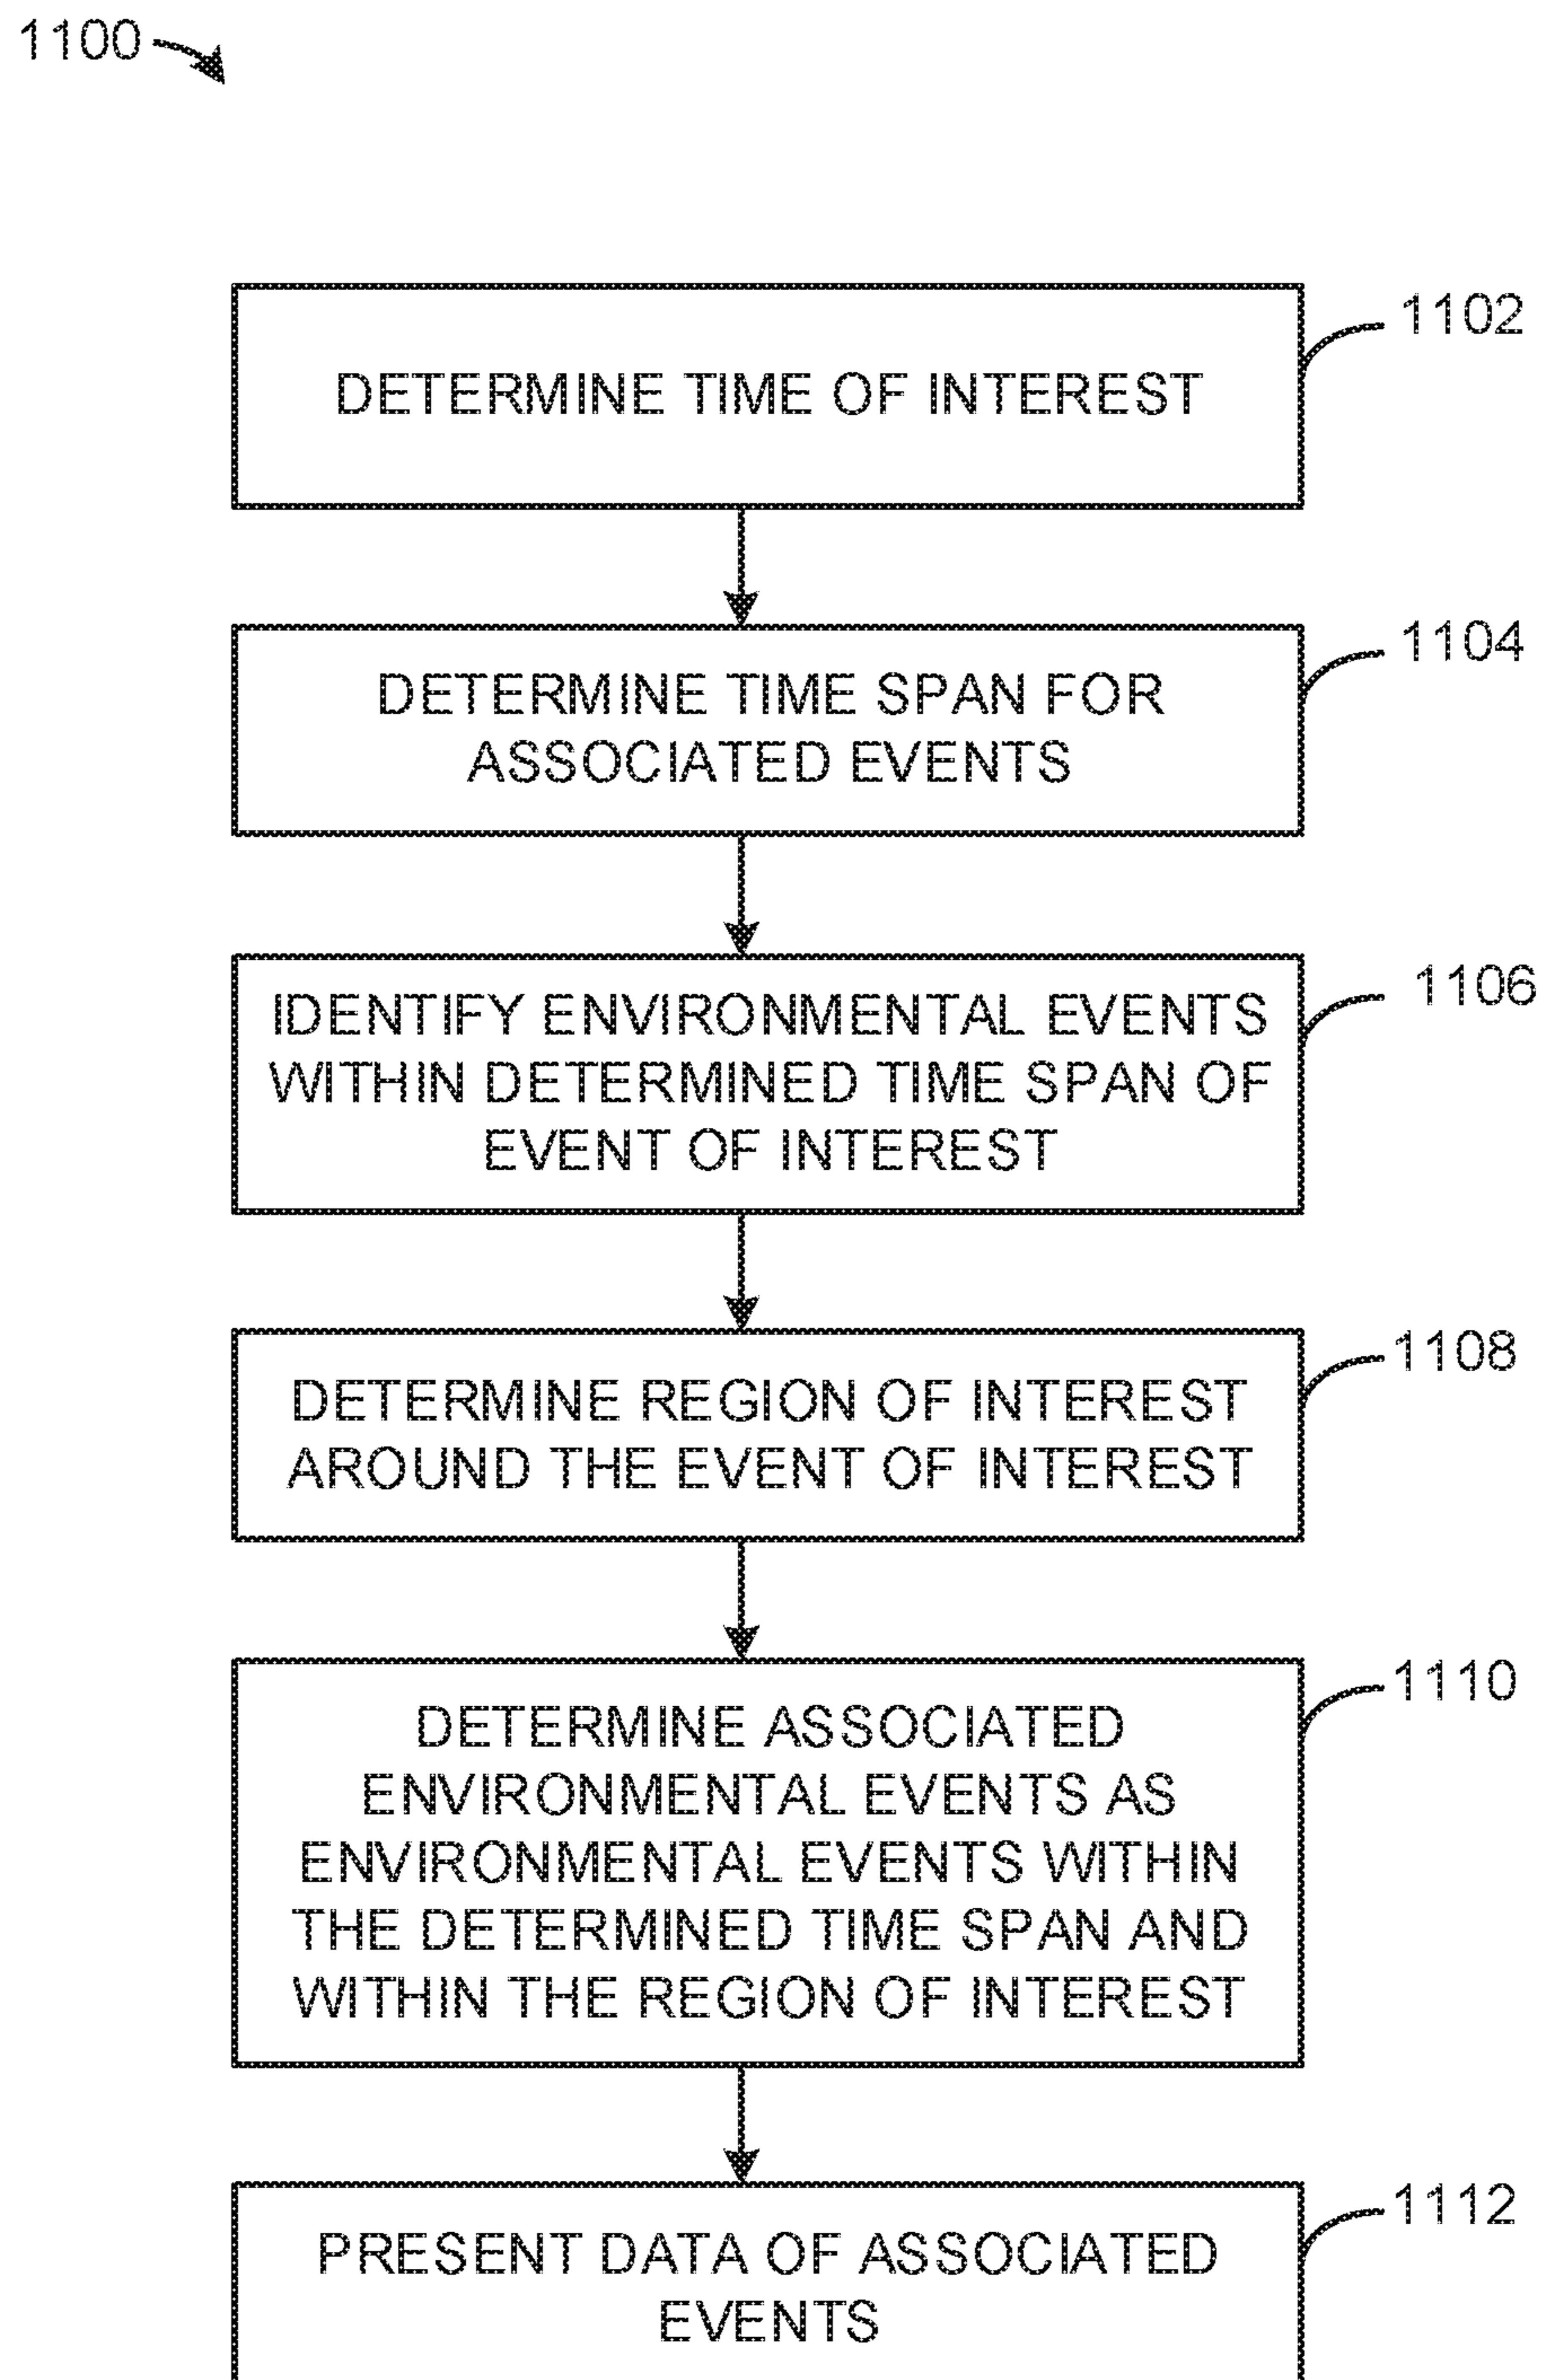 1100
DETERMINE TIME OF INTEREST
1102
DETERMINE TIME SPAN FOR
ASSOCIATED EVENTS
1104
IDENTIFY ENVIRONMENTAL EVENTS
WITHIN DETERMINED TIME SPAN OF
EVENT OF INTEREST
1106
DETERMINE REGION OF INTEREST
AROUND THE EVENT OF INTEREST
1108
DETERMINE ASSOCIATED
ENVIRONMENTAL EVENTS AS
ENVIRONMENTAL EVENTS WITHIN
THE DETERMINED TIME SPAN AND
WITHIN THE REGION OF INTEREST
1110
PRESENT DATA OF ASSOCIATED
EVENTS
1112